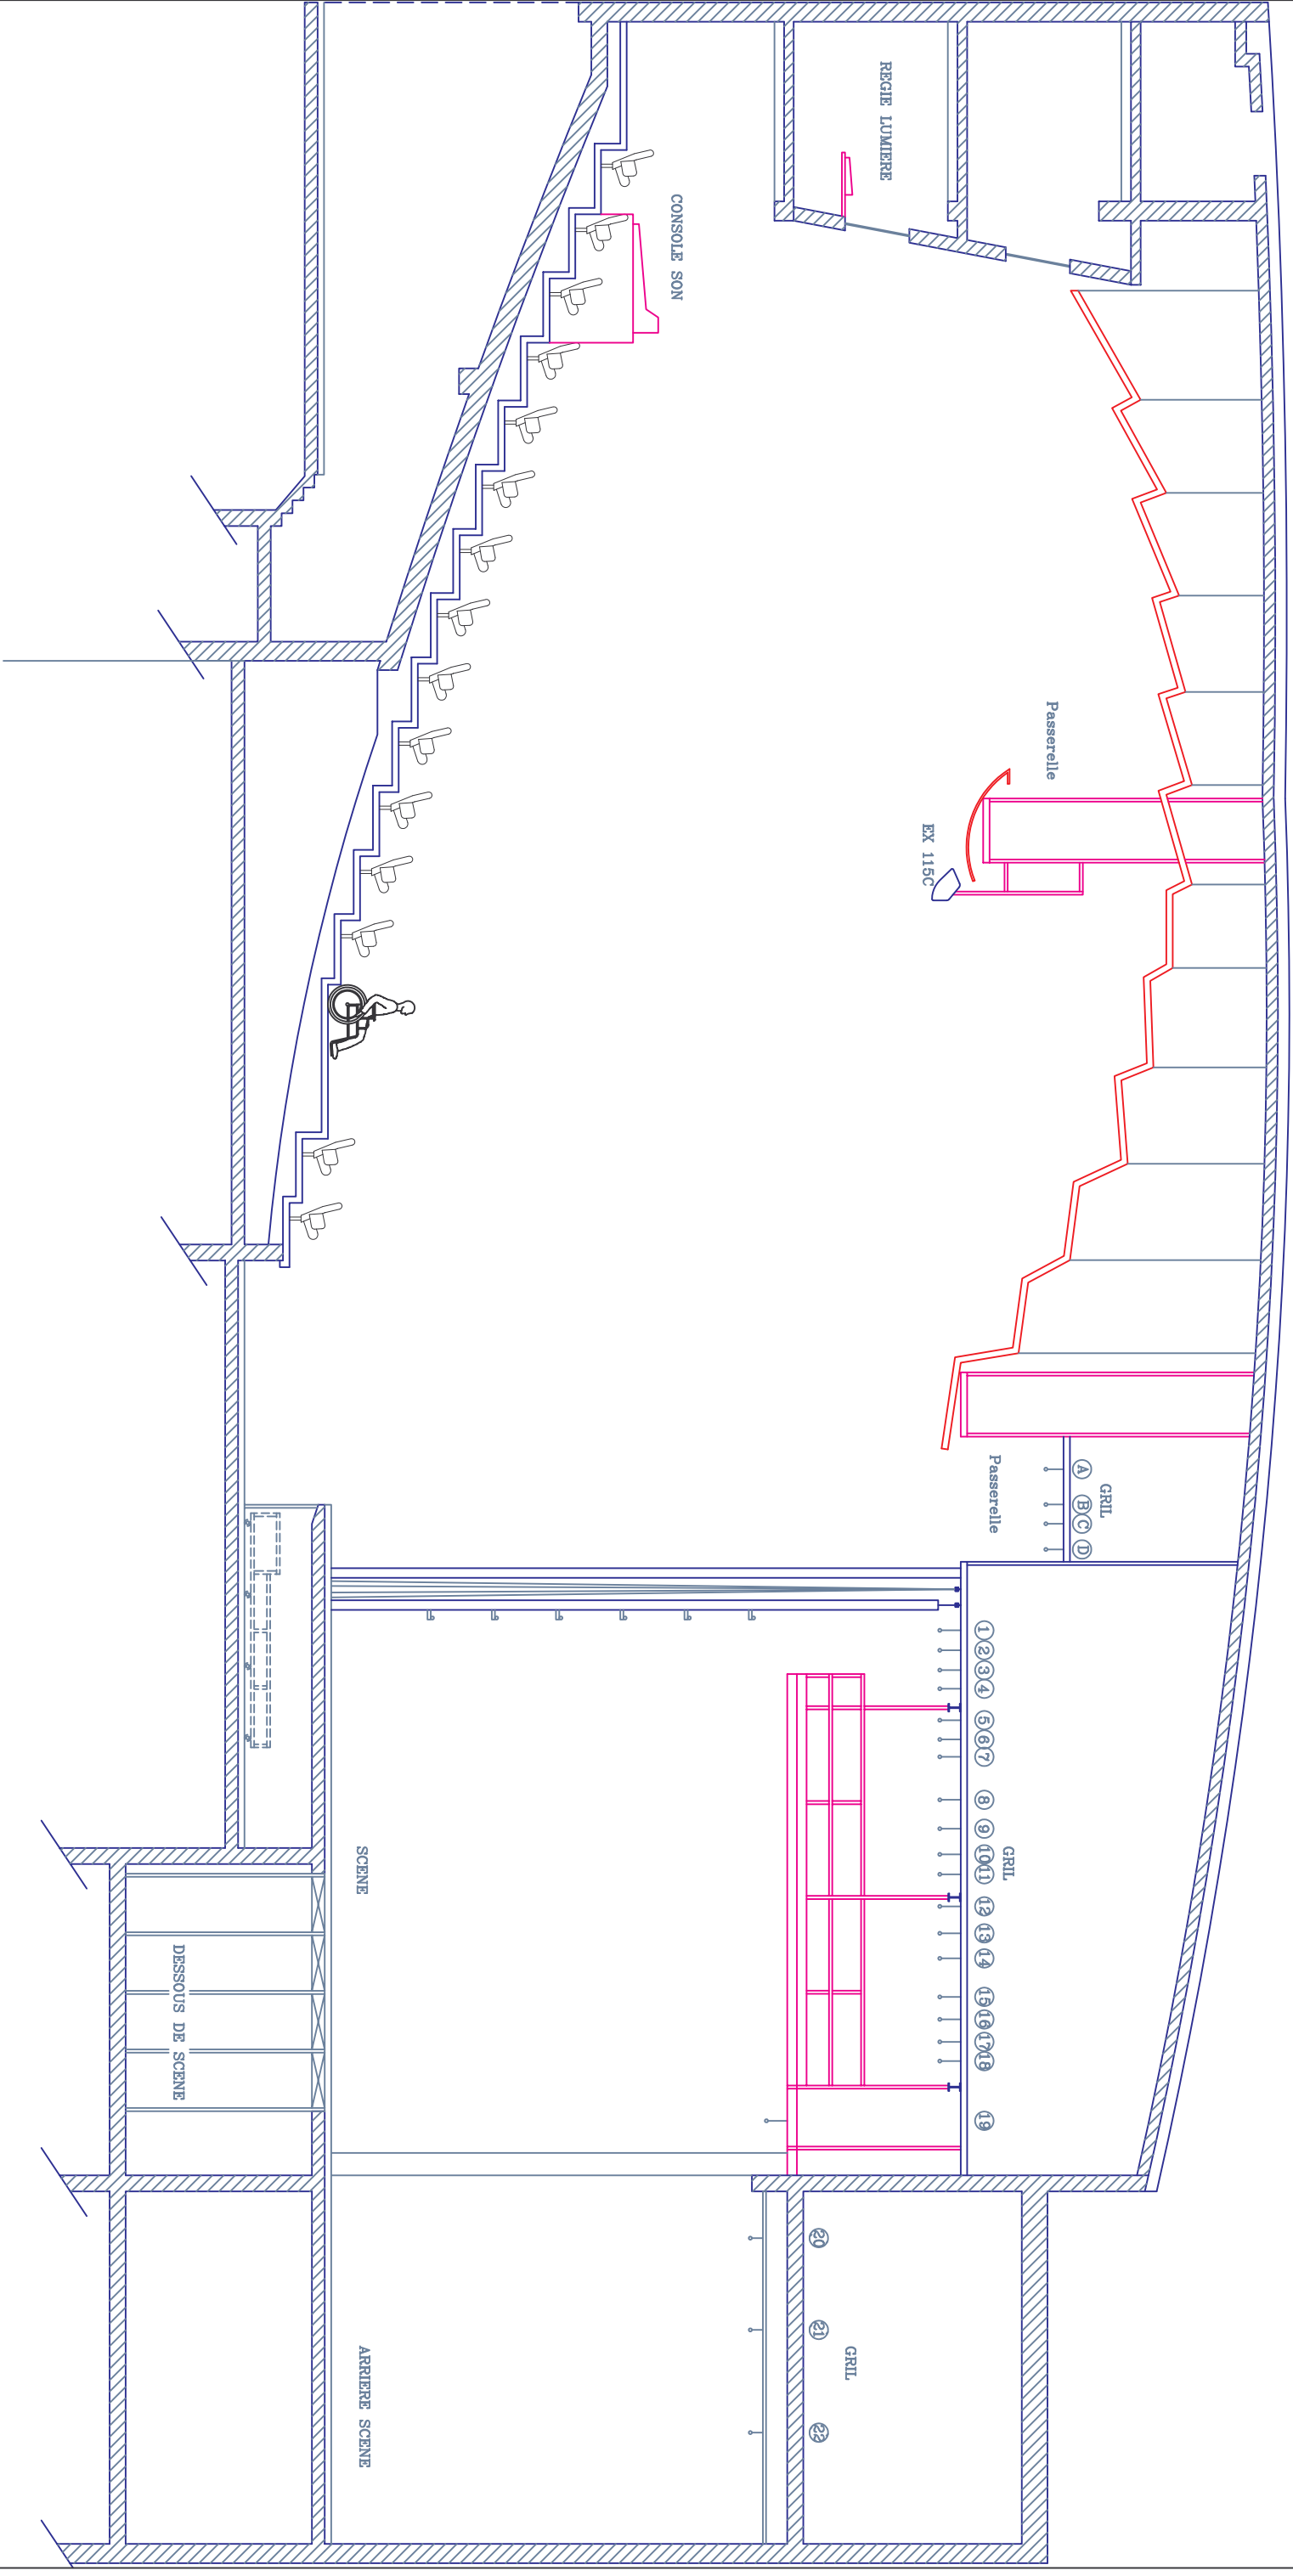 REGIE LUMIERE
CONSOLE SON
Passerelle
EX 115C
GRIL
A
B
C
D
Passerelle
1
2
3
4
5
6
7
8
9
10
11
12
13
14
15
16
17
18
19
GRIL
SCENE
DESSOUS DE SCENE
20
21
22
GRIL
ARRIERE SCENE